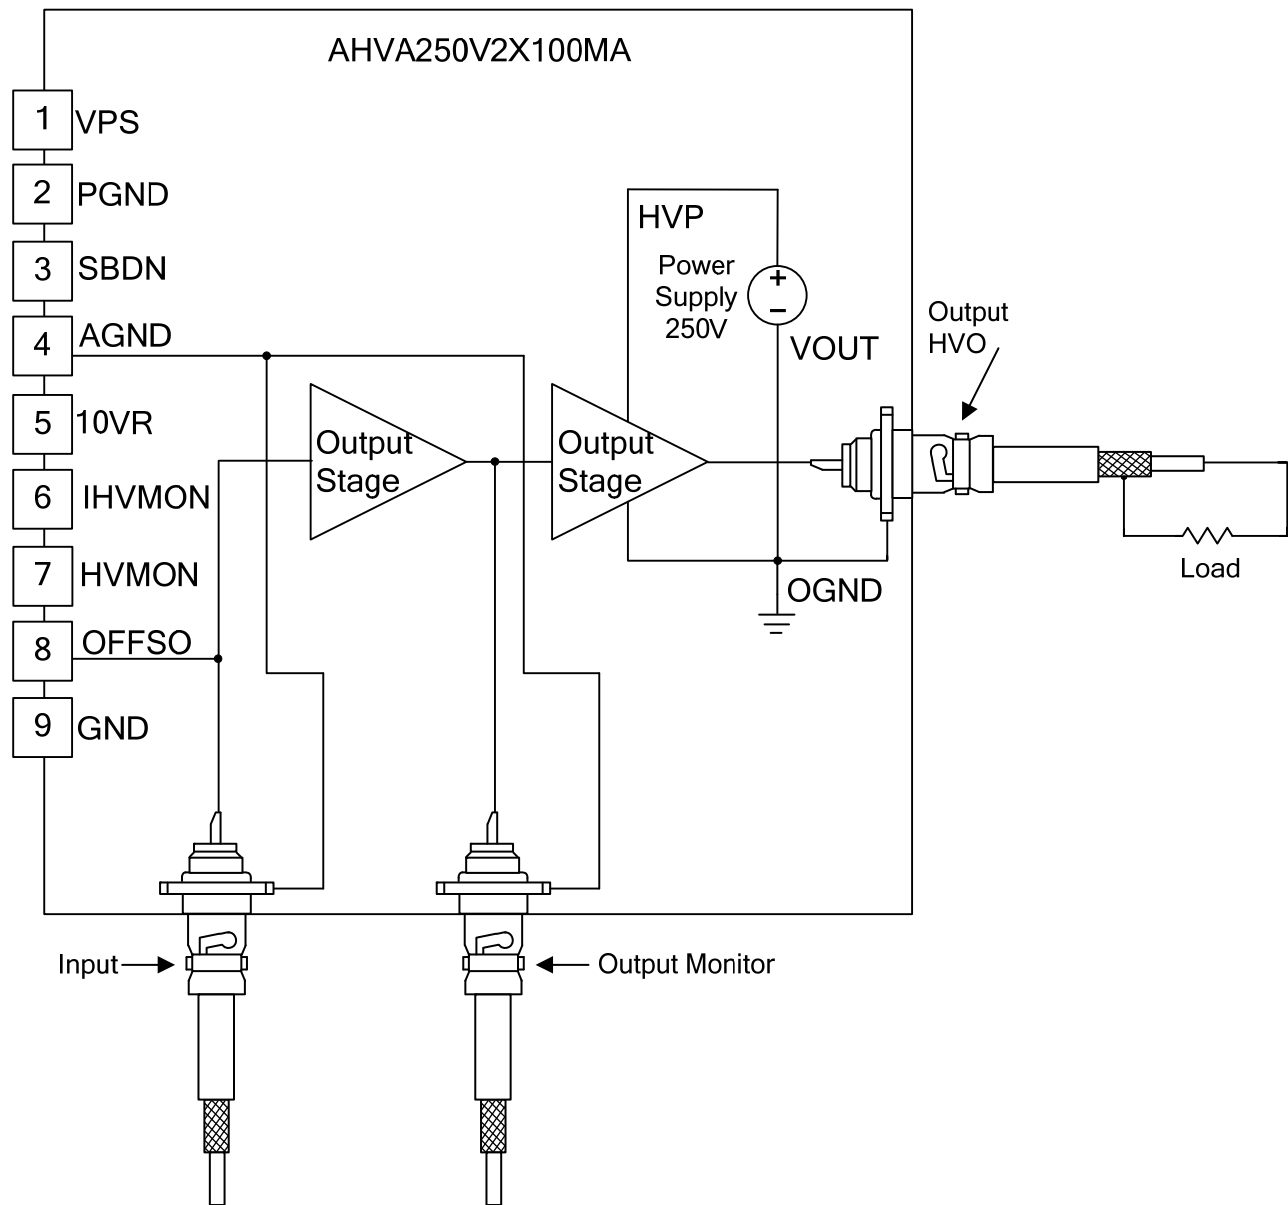 AHVA250V2X100MA
1 VPS
2 PGND
3 SBDN
4 AGND
5 10VR
6 IHVMON
7 HVMON
8 OFFSO
9 GND
HVP
Power
Supply
250V
+
−
VOUT
Output
HVO
Output
Stage
Output
Stage
OGND
Load
Input
Output Monitor